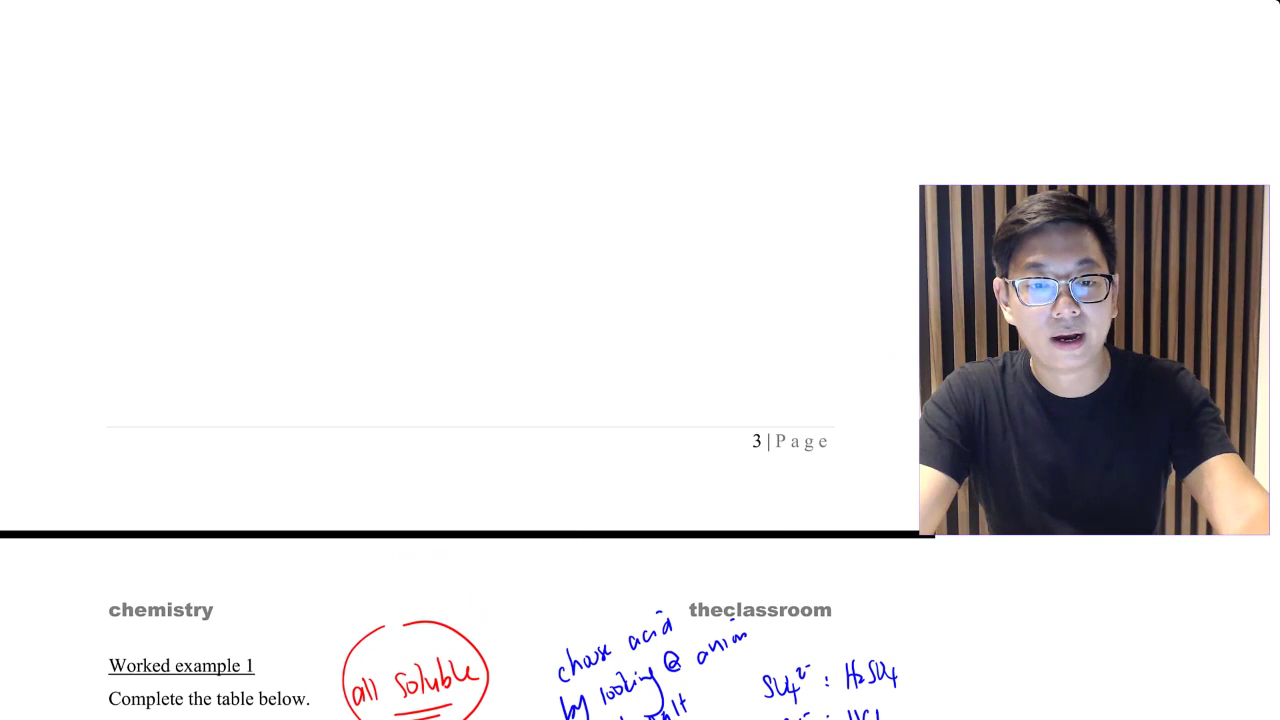 3 | P a g e
chemistry
theclassroom
Worked example 1
Complete the table below.
all soluble
choose acid
by looking @ anion
SO₄²⁻ : H₂SO₄